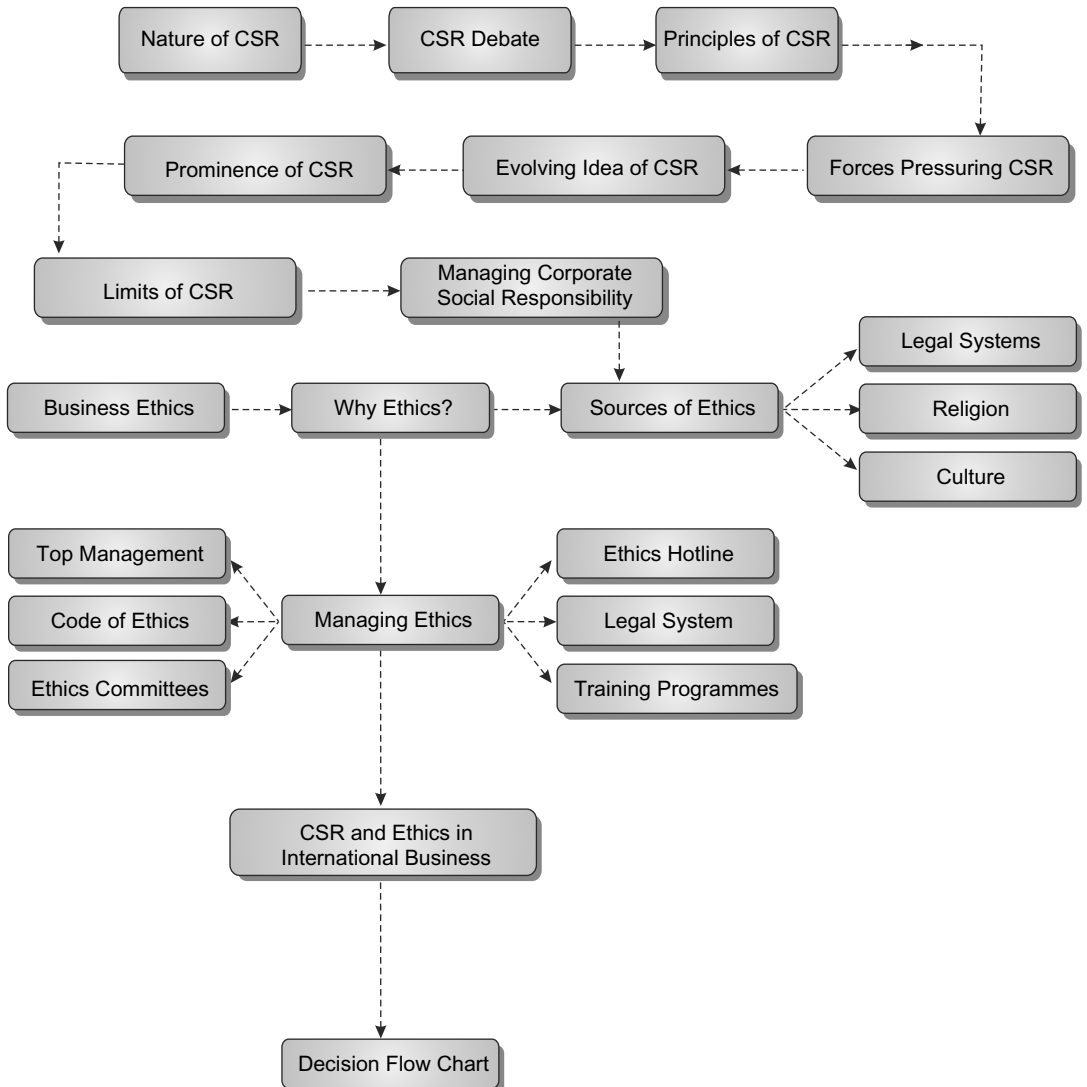 Nature of CSR
CSR Debate
Principles of CSR
Prominence of CSR
Evolving Idea of CSR
Forces Pressuring CSR
Limits of CSR
Managing Corporate
Social Responsibility
Legal Systems
Business Ethics
Why Ethics?
Sources of Ethics
Religion
Culture
Top Management
Ethics Hotline
Code of Ethics
Managing Ethics
Legal System
Ethics Committees
Training Programmes
CSR and Ethics in
International Business
Decision Flow Chart